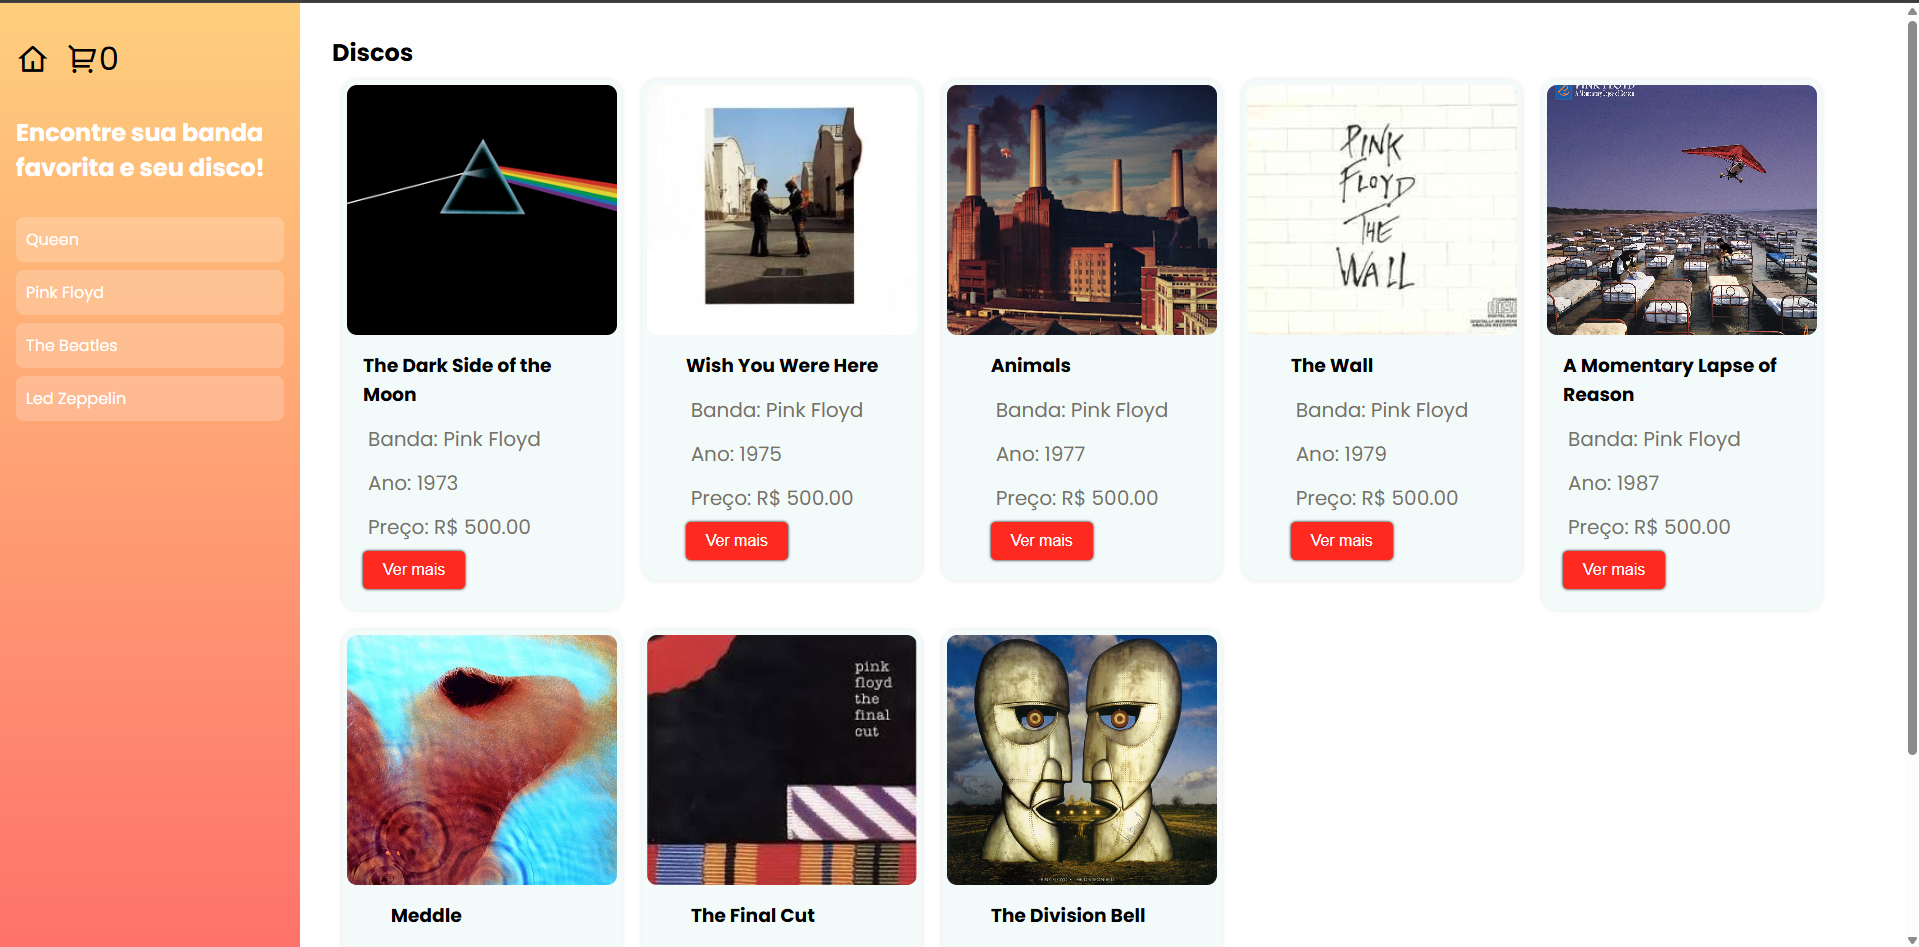 0
Encontre sua banda
favorita e seu disco!
Queen
Pink Floyd
The Beatles
Led Zeppelin
Discos
PINK
FLOYD
THE
WALL
The Dark Side of the
Moon
Banda: Pink Floyd
Ano: 1973
Preço: R$ 500.00
Ver mais
Wish You Were Here
Banda: Pink Floyd
Ano: 1975
Preço: R$ 500.00
Ver mais
Animals
Banda: Pink Floyd
Ano: 1977
Preço: R$ 500.00
Ver mais
The Wall
Banda: Pink Floyd
Ano: 1979
Preço: R$ 500.00
Ver mais
A Momentary Lapse of
Reason
Banda: Pink Floyd
Ano: 1987
Preço: R$ 500.00
Ver mais
pink
floyd
the
final
cut
Meddle
The Final Cut
The Division Bell